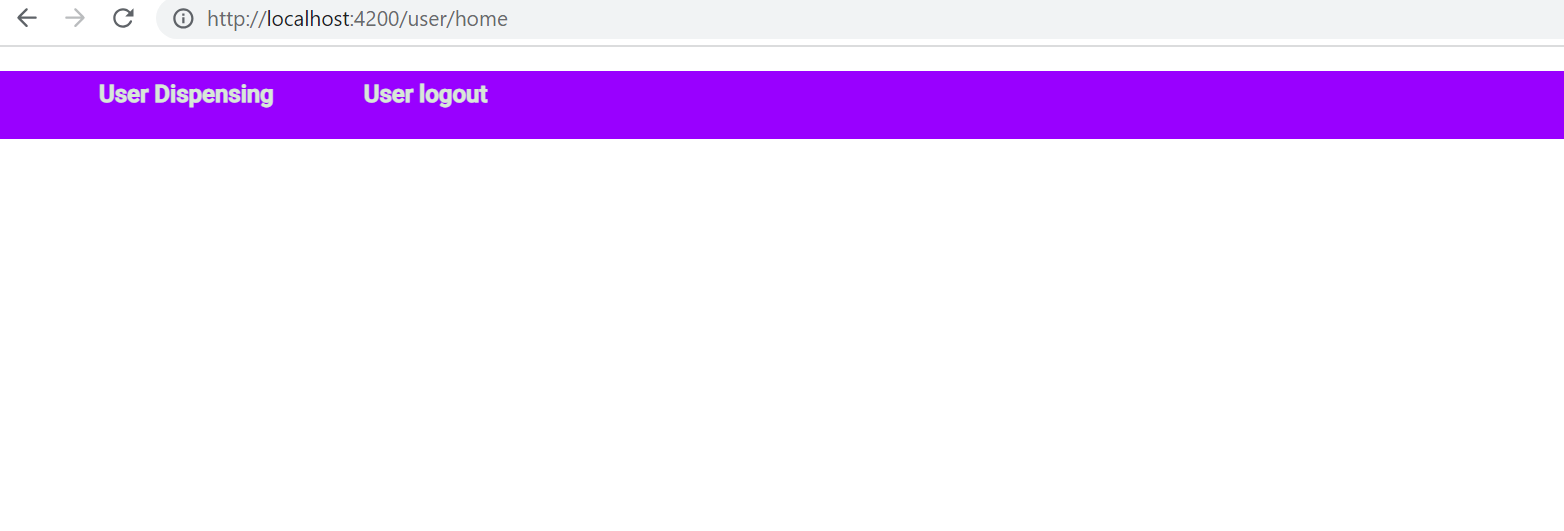 http://localhost:4200/user/home
User Dispensing User logout